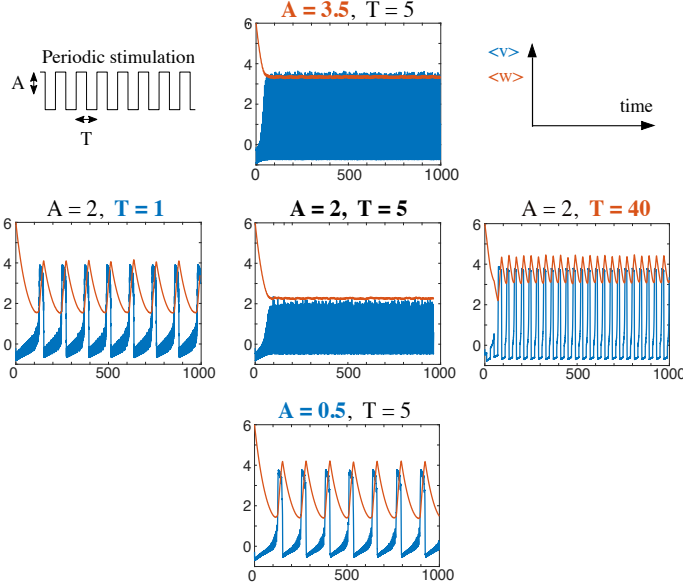 A = 3.5, T = 5
Periodic stimulation
A
T
6
4
2
0
0 500 1000
<v>
<w>
time
A = 2, T = 1
6
4
2
0
0 500 1000
A = 2, T = 5
6
4
2
0
0 500 1000
A = 2, T = 40
6
4
2
0
0 500 1000
A = 0.5, T = 5
6
4
2
0
0 500 1000